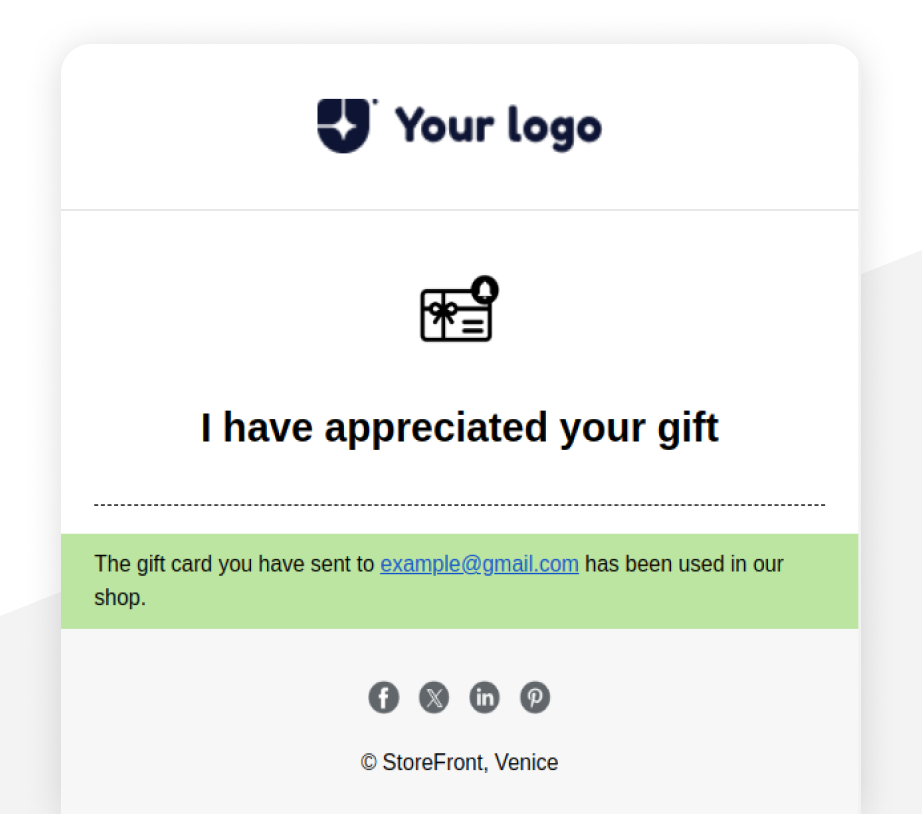 Your logo
I have appreciated your gift
The gift card you have sent to example@gmail.com has been used in our
shop.
© StoreFront, Venice